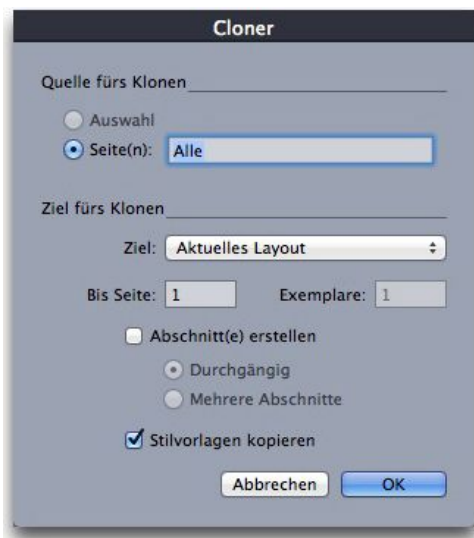 Cloner
Quelle fürs Klonen
Auswahl
Seite(n): Alle
Ziel fürs Klonen
Ziel: Aktuelles Layout
Bis Seite: 1 Exemplare: 1
Abschnitt(e) erstellen
Durchgängig
Mehrere Abschnitte
Stilvorlagen kopieren
Abbrechen OK